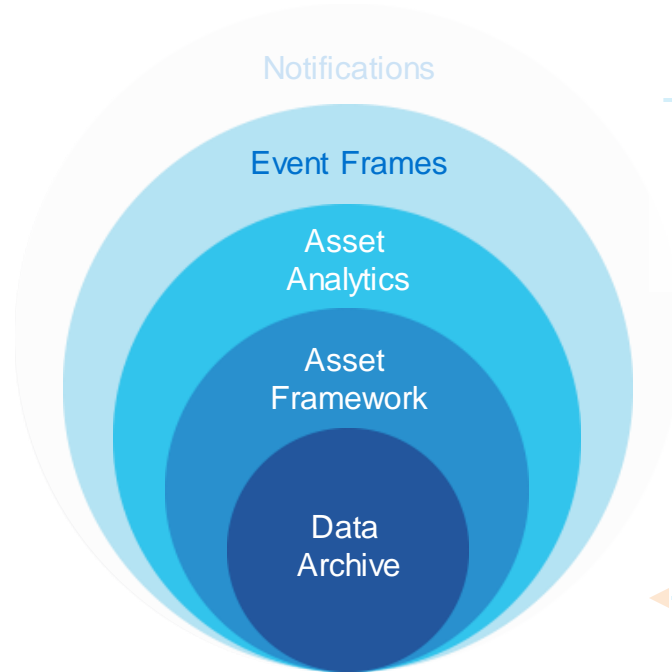 Notifications
Event Frames
Asset
Analytics
Asset
Framework
Data
Archive